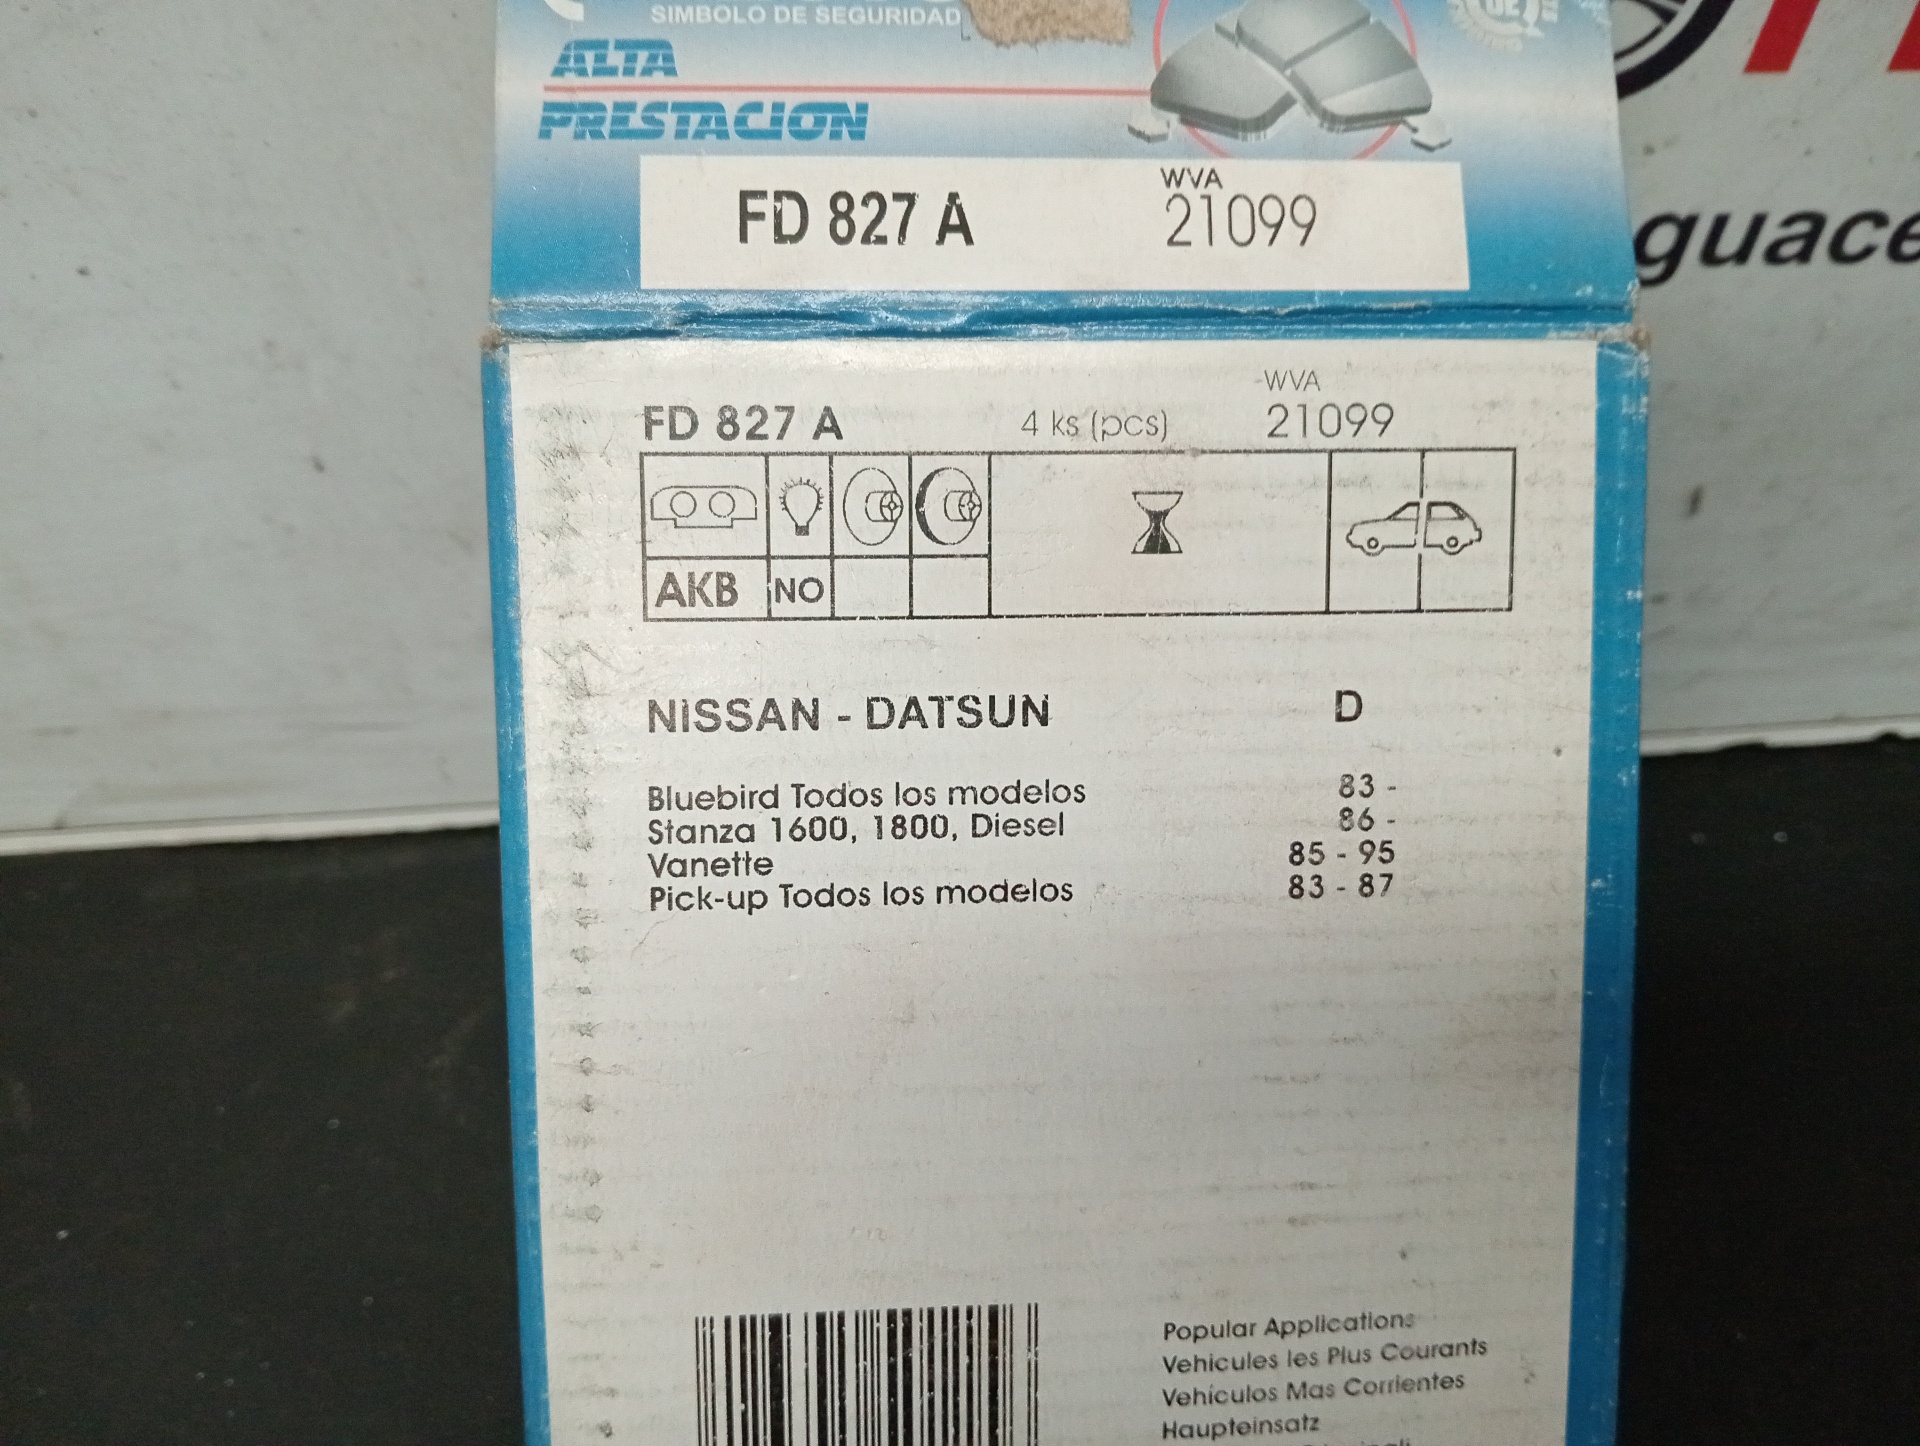 SIMBOLO DE SEGURIDAD
ALTA
PRESTACION
FD 827 A
WVA
21099
guace
WVA
FD 827 A 4 ks (pcs) 21099
AKB NO
NISSAN - DATSUN D
Bluebird Todos los modelos 83 -
Stanza 1600, 1800, Diesel 86 -
Vanette 85 - 95
Pick-up Todos los modelos 83 - 87
Popular Applications
Vehicules les Plus Courants
Vehículos Mas Corrientes
Haupteinsatz